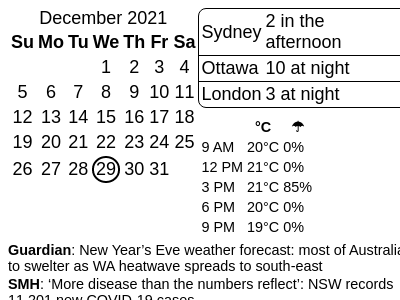 December 2021
Su Mo Tu We Th Fr Sa
1 2 3 4
5 6 7 8 9 10 11
12 13 14 15 16 17 18
19 20 21 22 23 24 25
26 27 28 29 30 31
Sydney 2 in the
afternoon
Ottawa 10 at night
London 3 at night
°C ☂
9 AM 20°C 0%
12 PM 21°C 0%
3 PM 21°C 85%
6 PM 20°C 0%
9 PM 19°C 0%
Guardian: New Year’s Eve weather forecast: most of Australia
to swelter as WA heatwave spreads to south-east
SMH: ‘More disease than the numbers reflect’: NSW records
11,201 new COVID-19 cases